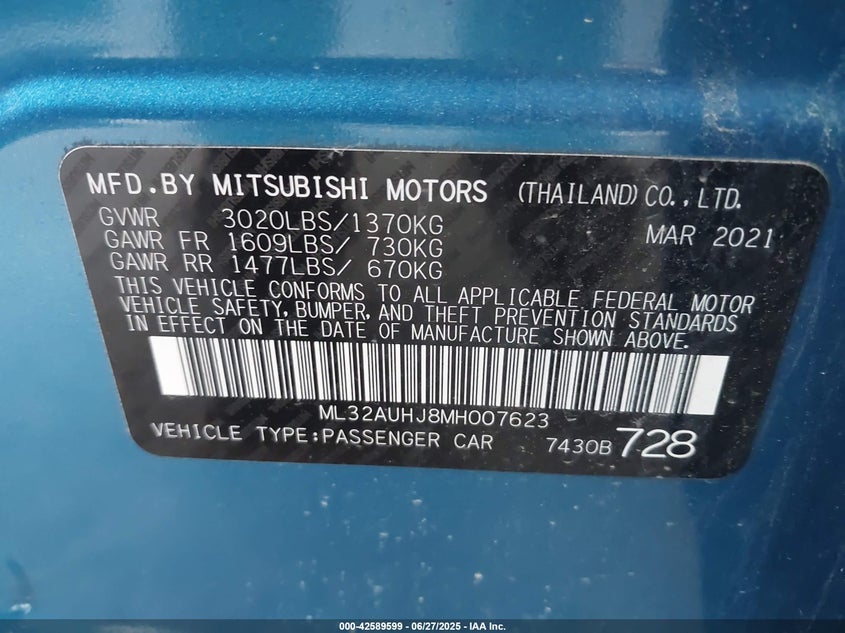 MFD.BY MITSUBISHI MOTORS (THAILAND) CO., LTD.
GVWR 3020LBS/1370KG MAR 2021
GAWR FR 1609LBS/ 730KG
GAWR RR 1477LBS/ 670KG
THIS VEHICLE CONFORMS TO ALL APPLICABLE FEDERAL MOTOR
VEHICLE SAFETY, BUMPER, AND THEFT PREVENTION STANDARDS
IN EFFECT ON THE DATE OF MANUFACTURE SHOWN ABOVE.
ML32AUHJ8MH007623
VEHICLE TYPE:PASSENGER CAR 7430B 728
000-42589599 - 06/27/2025 - IAA Inc.